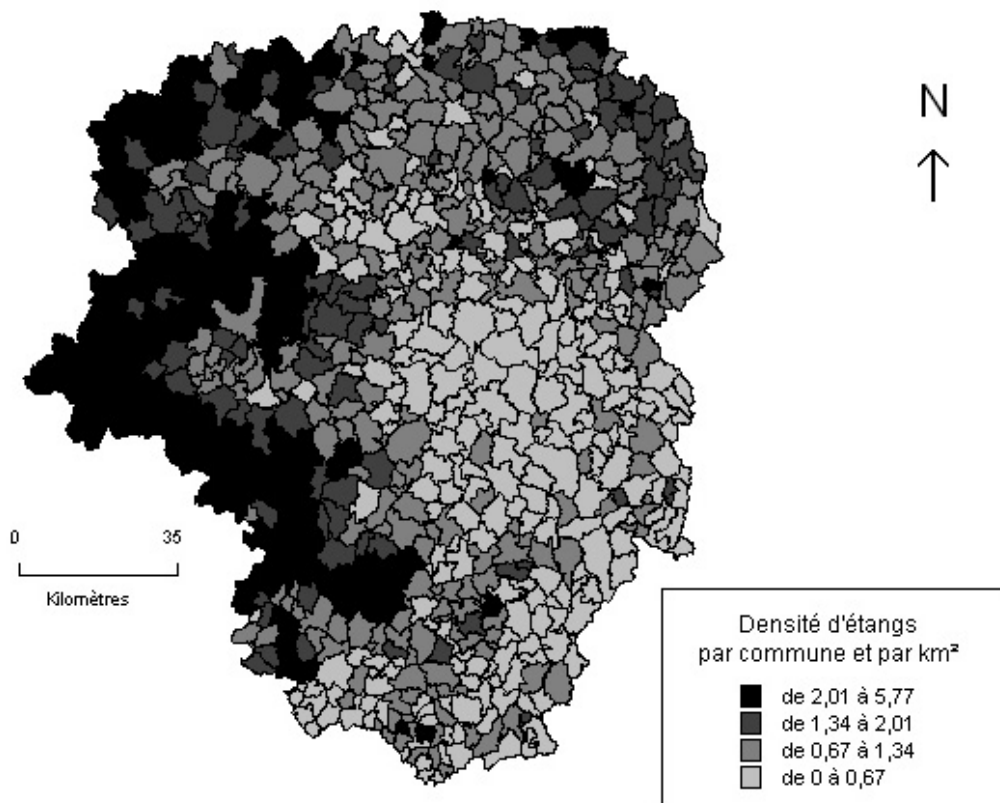 N
0 35
Kilomètres
Densité d'étangs
par commune et par km²
de 2,01 à 5,77
de 1,34 à 2,01
de 0,67 à 1,34
de 0 à 0,67